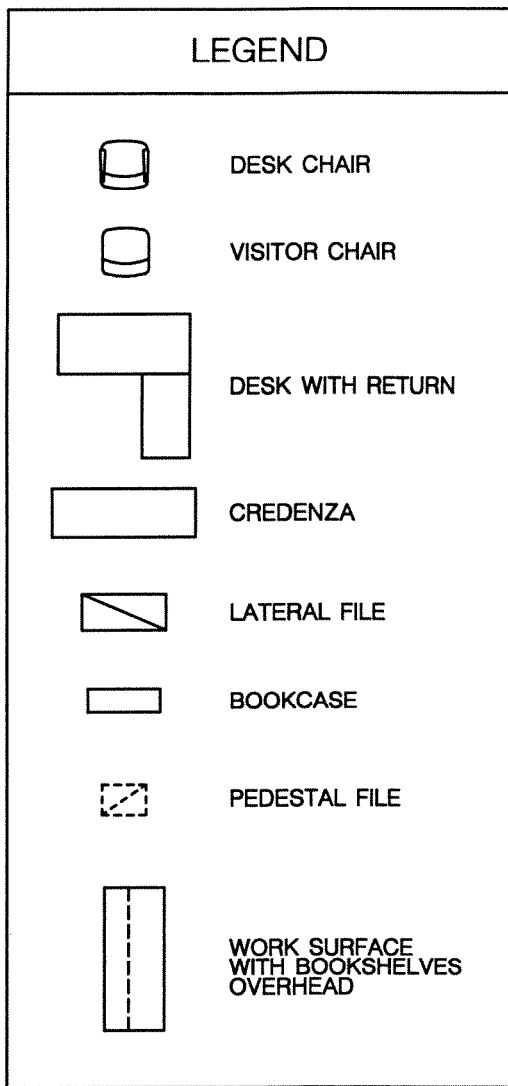 LEGEND
DESK CHAIR
VISITOR CHAIR
DESK WITH RETURN
CREDENZA
LATERAL FILE
BOOKCASE
PEDESTAL FILE
WORK SURFACE
WITH BOOKSHELVES
OVERHEAD